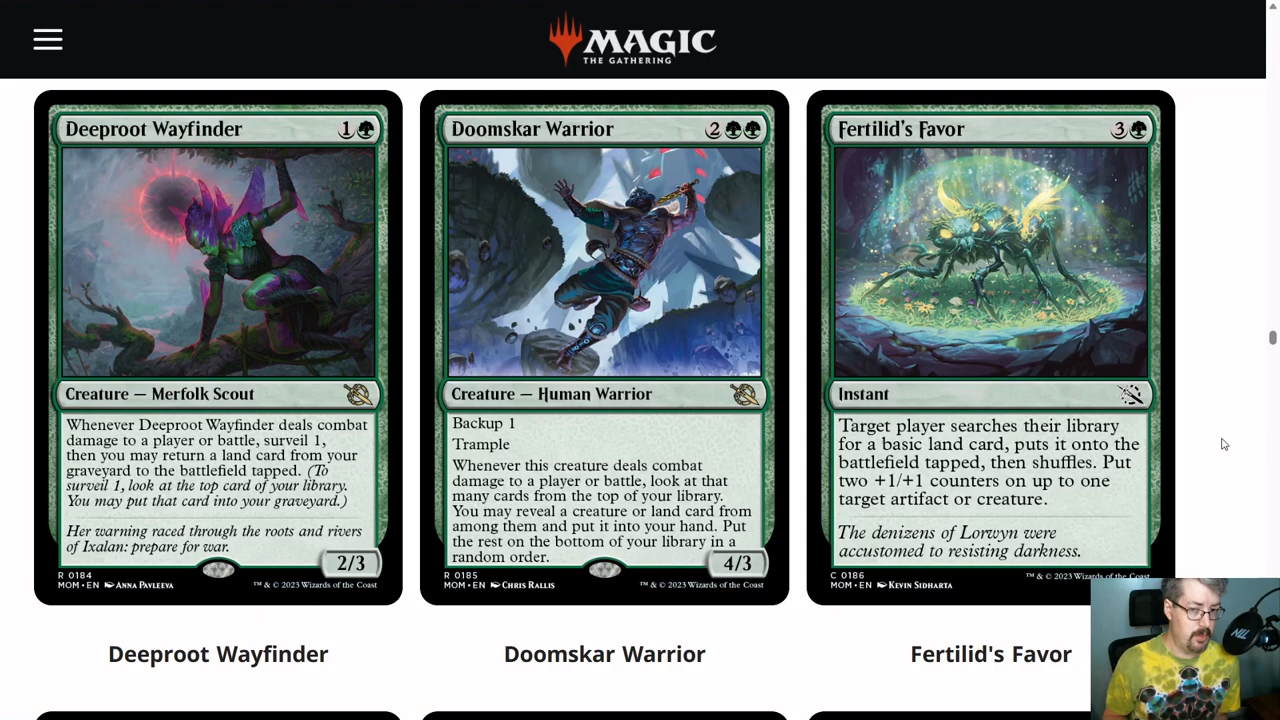 MAGIC
THE GATHERING
Deeproot Wayfinder 1
Creature — Merfolk Scout
Whenever Deeproot Wayfinder deals combat
damage to a player or battle, surveil 1,
then you may return a land card from your
graveyard to the battlefield tapped. (To
surveil 1, look at the top card of your library.
You may put that card into your graveyard.)
Her warning raced through the roots and rivers
of Ixalan: prepare for war.
2/3
R 0184
MOM • EN ANNA PAVLEEVA
™ & © 2023 Wizards of the Coast
Doomskar Warrior 2
Creature — Human Warrior
Backup 1
Trample
Whenever this creature deals combat
damage to a player or battle, look at that
many cards from the top of your library.
You may reveal a creature or land card from
among them and put it into your hand. Put
the rest on the bottom of your library in a
random order.
4/3
R 0185
MOM • EN CHRIS RALLIS
™ & © 2023 Wizards of the Coast
Fertilid's Favor 3
Instant
Target player searches their library
for a basic land card, puts it onto the
battlefield tapped, then shuffles. Put
two +1/+1 counters on up to one
target artifact or creature.
The denizens of Lorwyn were
accustomed to resisting darkness.
C 0186
MOM • EN KEVIN SIDHARTA
™ & © 2023 Wizards of the Coast
Deeproot Wayfinder
Doomskar Warrior
Fertilid's Favor